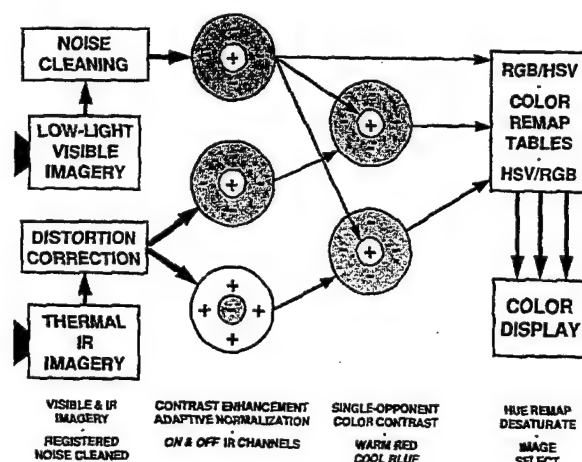 NOISE
CLEANING
LOW-LIGHT
VISIBLE
IMAGERY
DISTORTION
CORRECTION
THERMAL
IR
IMAGERY
+
+
+
+
+
+ +
+
RGB/HSV
•
COLOR
REMAP
TABLES
•
HSV/RGB
COLOR
DISPLAY
VISIBLE & IR
IMAGERY
•
REGISTERED
NOISE CLEANED
CONTRAST ENHANCEMENT
ADAPTIVE NORMALIZATION
•
ON & OFF IR CHANNELS
SINGLE-OPPONENT
COLOR CONTRAST
•
WARM RED
COOL BLUE
HUE REMAP
DESATURATE
•
IMAGE
SELECT